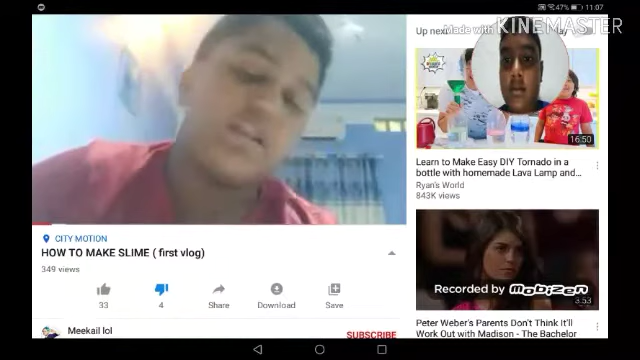 47% 11:07
Up next
Made with KINEMASTER
16:50
Learn to Make Easy DIY Tornado in a
bottle with homemade Lava Lamp and...
Ryan's World
843K views
CITY MOTION
HOW TO MAKE SLIME ( first vlog)
349 views
33
4
Share
Download
Save
Meekail lol
SUBSCRIBE
Recorded by Mobizen
3:53
Peter Weber's Parents Don't Think It'll
Work Out with Madison - The Bachelor